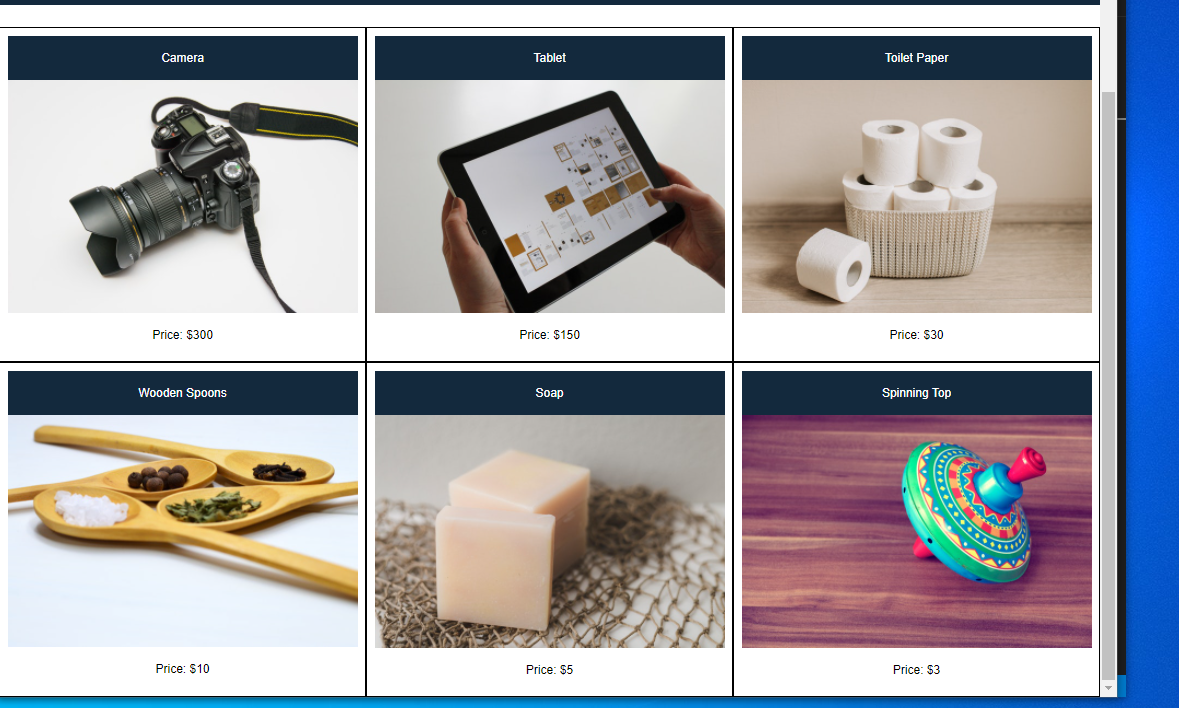 Camera
Tablet
Toilet Paper
Price: $300
Price: $150
Price: $30
Wooden Spoons
Soap
Spinning Top
Price: $10
Price: $5
Price: $3